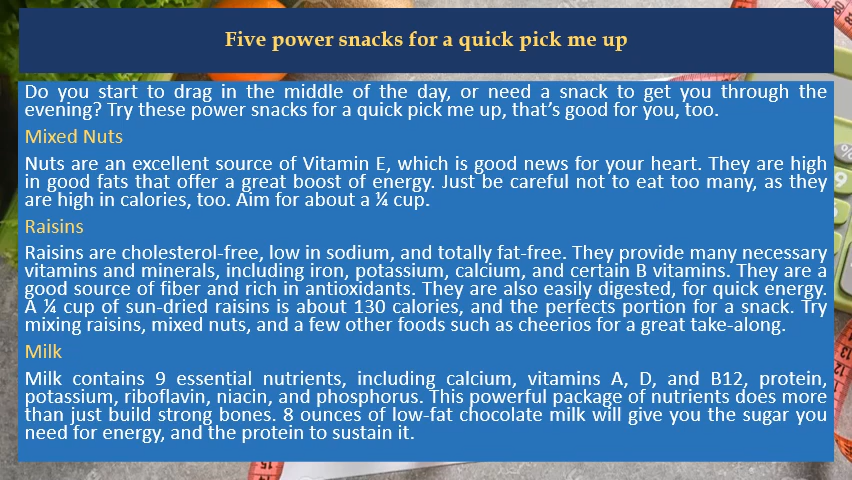 Five power snacks for a quick pick me up
Do you start to drag in the middle of the day, or need a snack to get you through the
evening? Try these power snacks for a quick pick me up, that’s good for you, too.
Mixed Nuts
Nuts are an excellent source of Vitamin E, which is good news for your heart. They are high
in good fats that offer a great boost of energy. Just be careful not to eat too many, as they
are high in calories, too. Aim for about a ¼ cup.
Raisins
Raisins are cholesterol-free, low in sodium, and totally fat-free. They provide many necessary
vitamins and minerals, including iron, potassium, calcium, and certain B vitamins. They are a
good source of fiber and rich in antioxidants. They are also easily digested, for quick energy.
A ¼ cup of sun-dried raisins is about 130 calories, and the perfects portion for a snack. Try
mixing raisins, mixed nuts, and a few other foods such as cheerios for a great take-along.
Milk
Milk contains 9 essential nutrients, including calcium, vitamins A, D, and B12, protein,
potassium, riboflavin, niacin, and phosphorus. This powerful package of nutrients does more
than just build strong bones. 8 ounces of low-fat chocolate milk will give you the sugar you
need for energy, and the protein to sustain it.
15